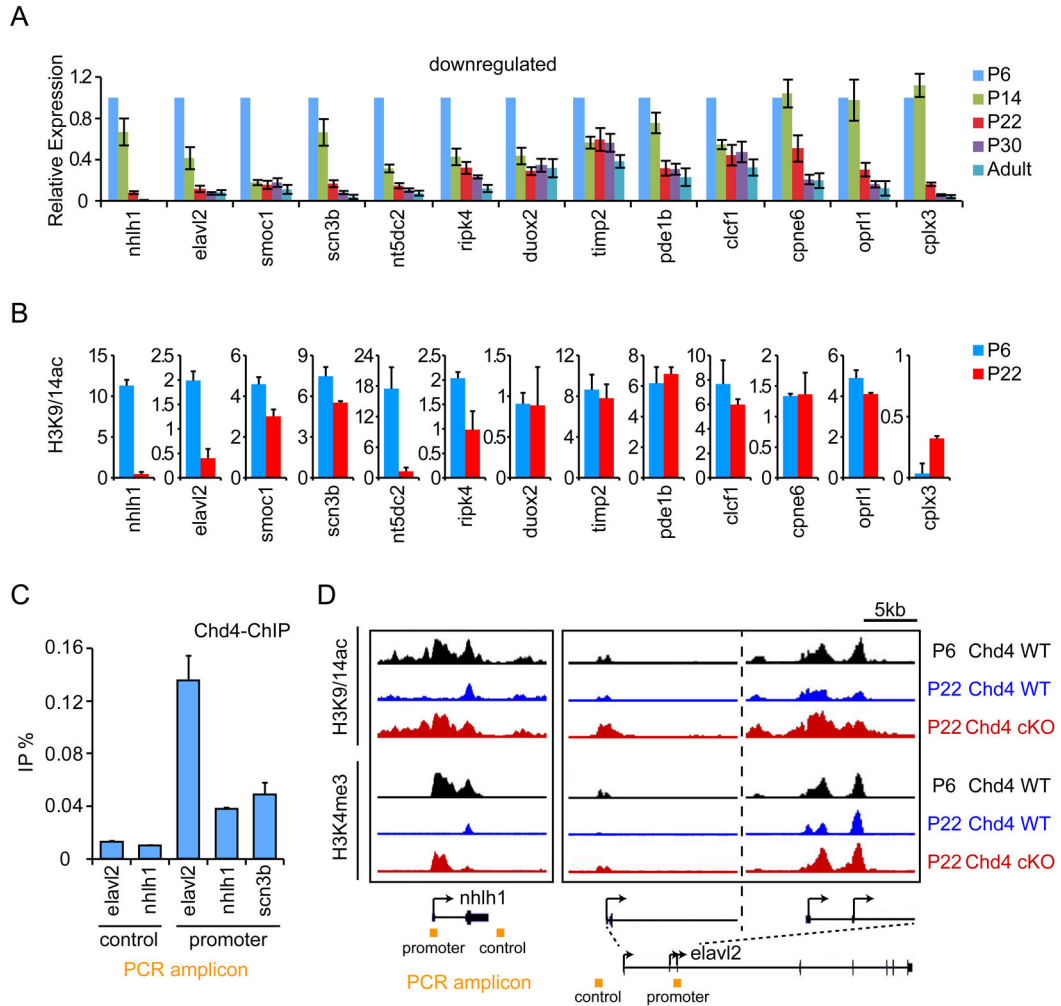 A
downregulated
Relative Expression
1.2
0.8
0.4
0
nhlh1
elavl2
smoc1
scn3b
nt5dc2
ripk4
duox2
timp2
pde1b
clcf1
cpne6
oprl1
cplx3
P6
P14
P22
P30
Adult
B
H3K9/14ac
15
10
5
0
nhlh1
2.5
2
1.5
1
0.5
0
elavl2
6
4
2
0
smoc1
9
6
3
0
scn3b
24
18
12
6
0
nt5dc2
2.5
2
1.5
1
0.5
0
ripk4
1.5
1
0.5
0
duox2
12
8
4
0
timp2
8
6
4
2
0
pde1b
10
8
6
4
2
0
clcf1
2
1.5
1
0.5
0
cpne6
6
4
2
0
oprl1
1
0.5
0
cplx3
P6
P22
C
Chd4-ChIP
IP %
0.16
0.12
0.08
0.04
0
elavl2
nhlh1
elavl2
nhlh1
scn3b
control
promoter
PCR amplicon
D
5kb
H3K9/14ac
P6 Chd4 WT
P22 Chd4 WT
P22 Chd4 cKO
H3K4me3
P6 Chd4 WT
P22 Chd4 WT
P22 Chd4 cKO
nhlh1
promoter
control
PCR amplicon
elavl2
control
promoter